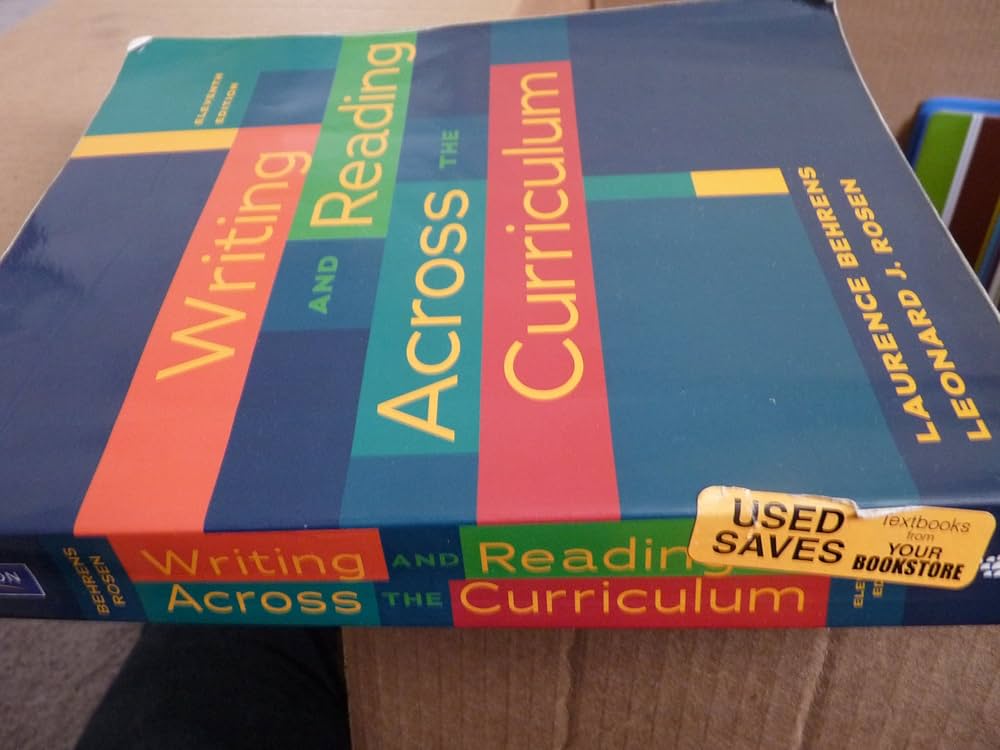 ELEVENTH
EDITION
Writing
AND Reading
Across THE
Curriculum
LAURENCE BEHRENS
LEONARD J. ROSEN
BEHRENS
ROSEN
Writing AND Reading
Across THE Curriculum
USED
SAVES
Textbooks
from
YOUR
BOOKSTORE